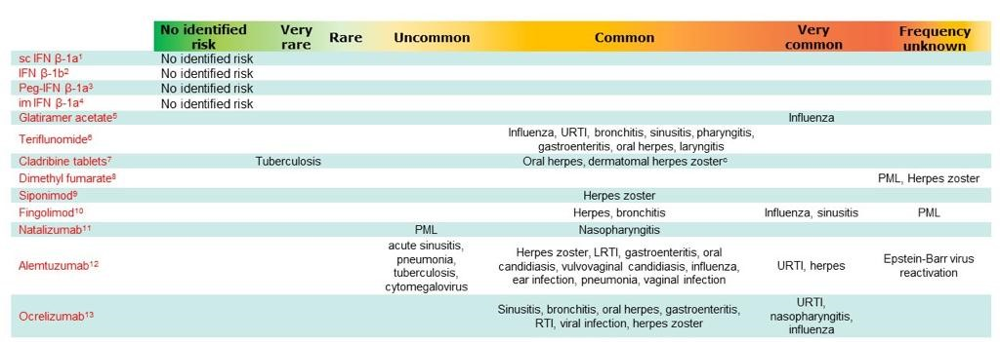 No identified risk Very rare Rare Uncommon Common Very common Frequency unknown
sc IFN β-1a¹ No identified risk
IFN β-1b² No identified risk
Peg-IFN β-1a³ No identified risk
im IFN β-1a⁴ No identified risk
Glatiramer acetate⁵ Influenza
Teriflunomide⁶ Influenza, URTI, bronchitis, sinusitis, pharyngitis,
gastroenteritis, oral herpes, laryngitis
Cladribine tablets⁷ Tuberculosis Oral herpes, dermatomal herpes zosterᶜ
Dimethyl fumarate⁸ PML, Herpes zoster
Siponimod⁹ Herpes zoster
Fingolimod¹⁰ Herpes, bronchitis Influenza, sinusitis PML
Natalizumab¹¹ PML Nasopharyngitis
Alemtuzumab¹² acute sinusitis,
pneumonia,
tuberculosis,
cytomegalovirus
Herpes zoster, LRTI, gastroenteritis, oral
candidiasis, vulvovaginal candidiasis, influenza,
ear infection, pneumonia, vaginal infection
URTI, herpes
Epstein-Barr virus
reactivation
Ocrelizumab¹³ Sinusitis, bronchitis, oral herpes, gastroenteritis,
RTI, viral infection, herpes zoster
URTI,
nasopharyngitis,
influenza